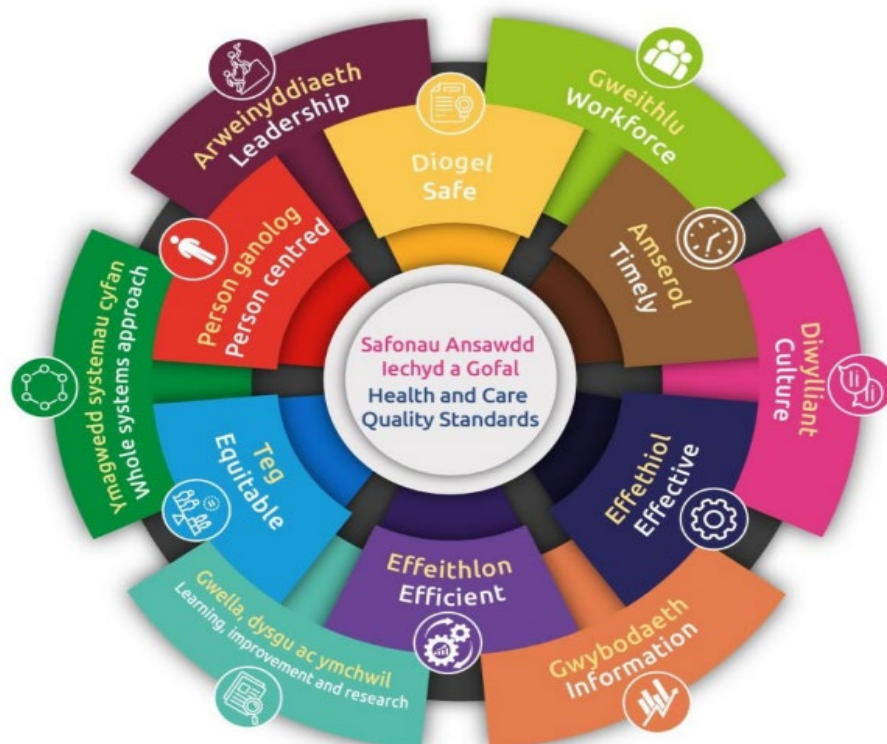 Safonau Ansawdd
Iechyd a Gofal
Health and Care
Quality Standards
Diogel
Safe
Amserol
Timely
Effethiol
Effective
Effeithlon
Efficient
Teg
Equitable
Person ganolog
Person centred
Arweinyddiaeth
Leadership
Gweithlu
Workforce
Diwylliant
Culture
Gwybodaeth
Information
Gwella, dysgu ac ymchwil
Learning, improvement and research
Ymagwedd systemau cyfan
Whole systems approach